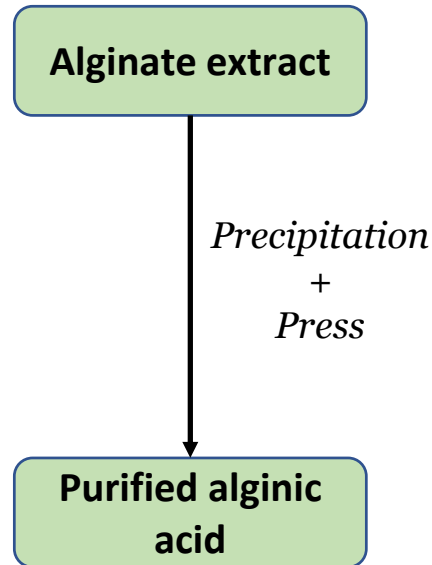 Alginate extract
Precipitation
+
Press
Purified alginic
acid